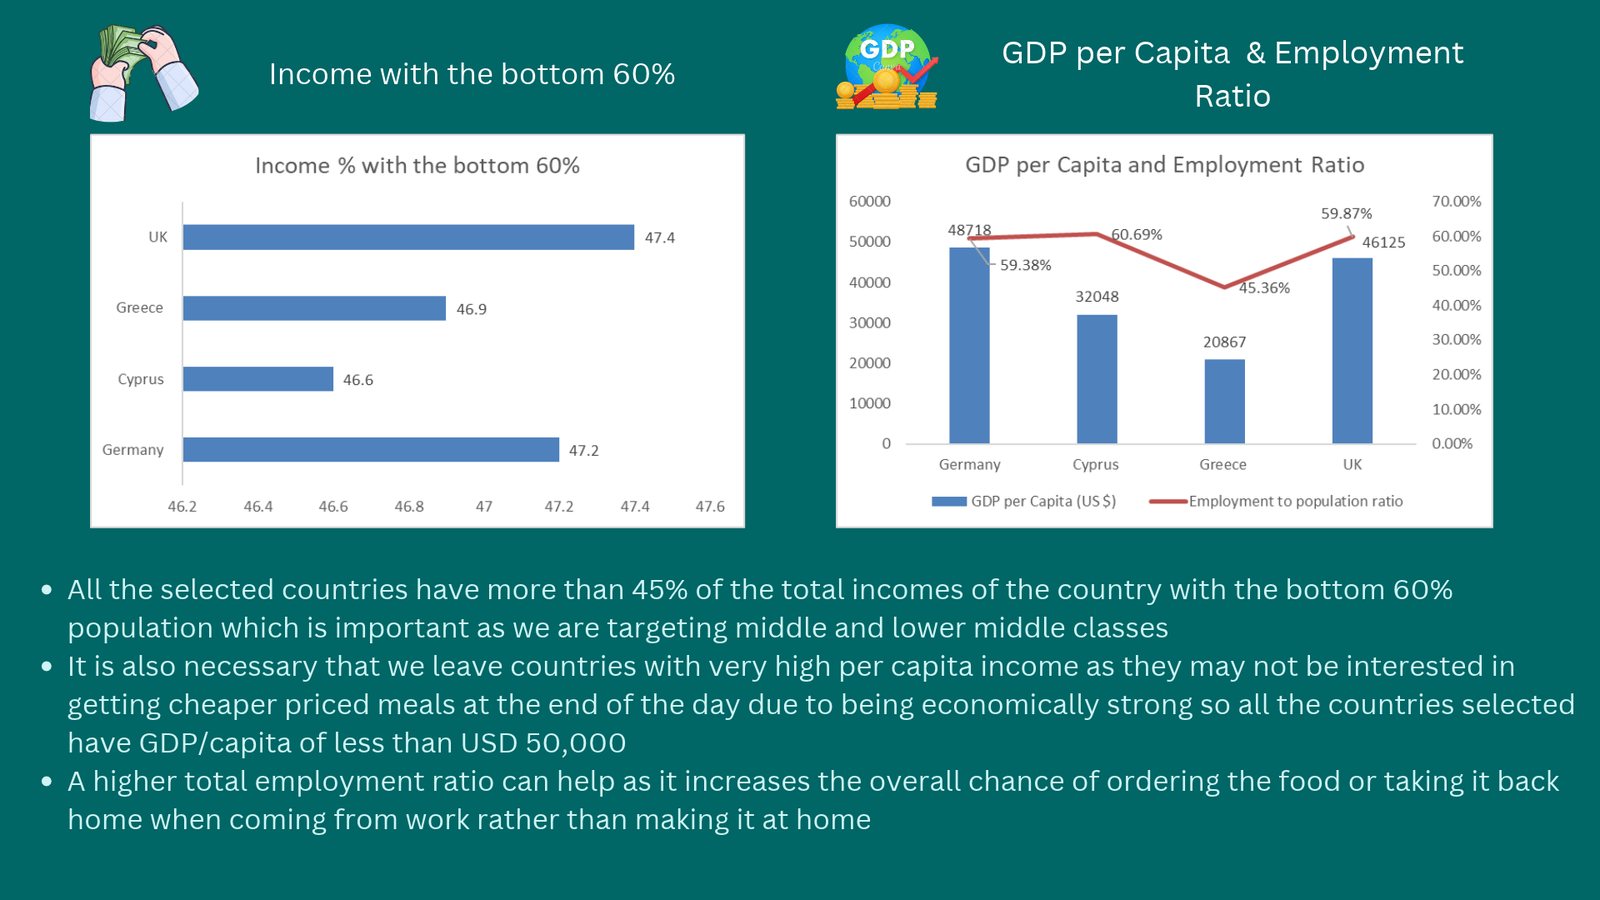 Income with the bottom 60%
GDP
GDP per Capita & Employment
Ratio
Income % with the bottom 60%
UK
47.4
Greece
46.9
Cyprus
46.6
Germany
47.2
46.2 46.4 46.6 46.8 47 47.2 47.4 47.6
GDP per Capita and Employment Ratio
60000
50000
40000
30000
20000
10000
0
48718
59.38%
32048
60.69%
20867
45.36%
59.87%
46125
70.00%
60.00%
50.00%
40.00%
30.00%
20.00%
10.00%
0.00%
Germany Cyprus Greece UK
GDP per Capita (US $) Employment to population ratio
• All the selected countries have more than 45% of the total incomes of the country with the bottom 60%
population which is important as we are targeting middle and lower middle classes
• It is also necessary that we leave countries with very high per capita income as they may not be interested in
getting cheaper priced meals at the end of the day due to being economically strong so all the countries selected
have GDP/capita of less than USD 50,000
• A higher total employment ratio can help as it increases the overall chance of ordering the food or taking it back
home when coming from work rather than making it at home